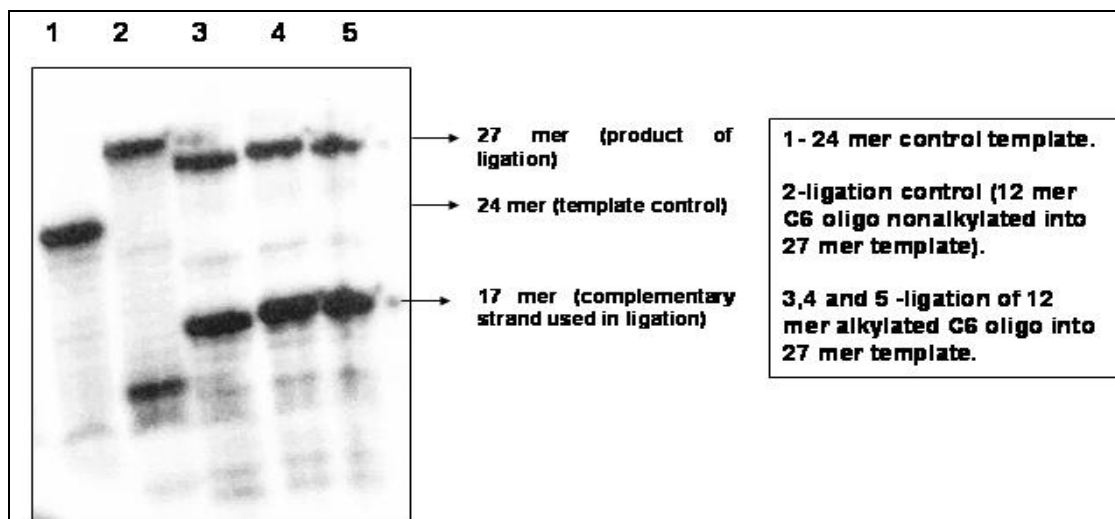 1 2 3 4 5
27 mer (product of
ligation)
24 mer (template control)
17 mer (complementary
strand used in ligation)
1- 24 mer control template.
2-ligation control (12 mer
C6 oligo nonalkylated into
27 mer template).
3,4 and 5 -ligation of 12
mer alkylated C6 oligo into
27 mer template.